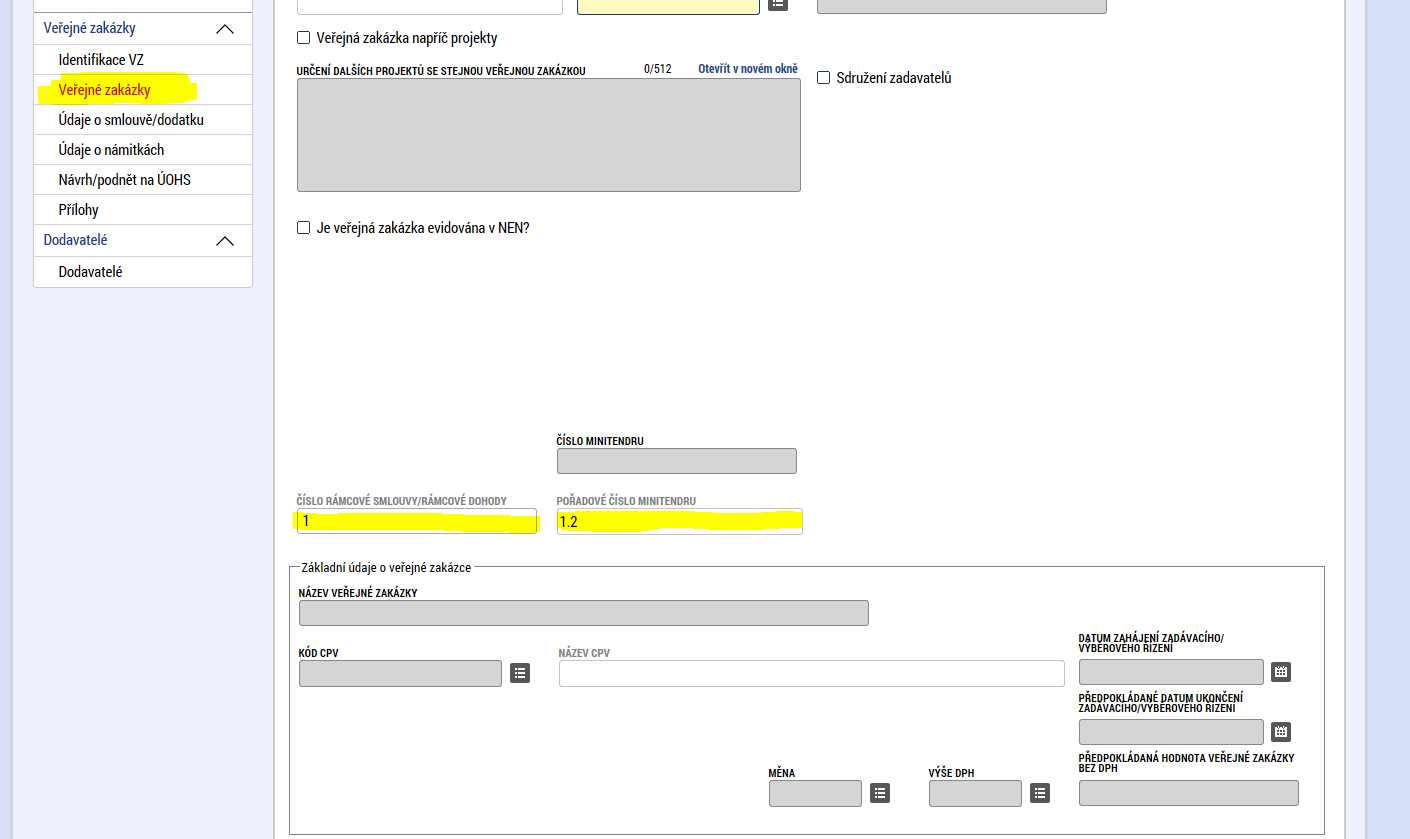 Veřejné zakázky
Identifikace VZ
Veřejné zakázky
Údaje o smlouvě/dodatku
Údaje o námitkách
Návrh/podnět na ÚOHS
Přílohy
Dodavatelé
Dodavatelé
Veřejná zakázka napříč projekty
URČENÍ DALŠÍCH PROJEKTŮ SE STEJNOU VEŘEJNOU ZAKÁZKOU 0/512 Otevřít v novém okně
Sdružení zadavatelů
Je veřejná zakázka evidována v NEN?
ČÍSLO MINITENDRU
ČÍSLO RÁMCOVÉ SMLOUVY/RÁMCOVÉ DOHODY POŘADOVÉ ČÍSLO MINITENDRU
1 1.2
Základní údaje o veřejné zakázce
NÁZEV VEŘEJNÉ ZAKÁZKY
KÓD CPV NÁZEV CPV
DATUM ZAHÁJENÍ ZADÁVACÍHO/
VÝBĚROVÉHO ŘÍZENÍ
PŘEDPOKLÁDANÉ DATUM UKONČENÍ
ZADÁVACÍHO/VÝBĚROVÉHO ŘÍZENÍ
MĚNA VÝŠE DPH
PŘEDPOKLÁDANÁ HODNOTA VEŘEJNÉ ZAKÁZKY
BEZ DPH